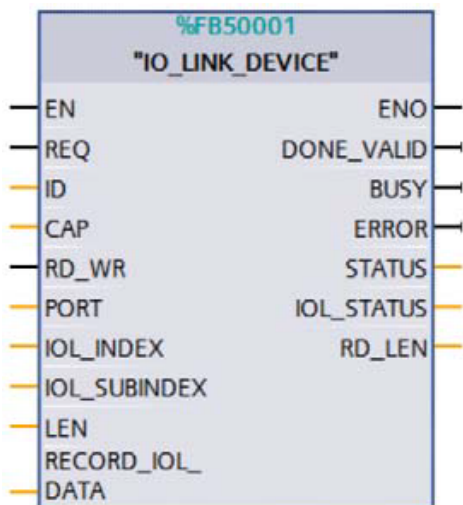 %FB50001
"IO_LINK_DEVICE"
EN ENO
REQ DONE_VALID
ID BUSY
CAP ERROR
RD_WR STATUS
PORT IOL_STATUS
IOL_INDEX RD_LEN
IOL_SUBINDEX
LEN
RECORD_IOL_
DATA